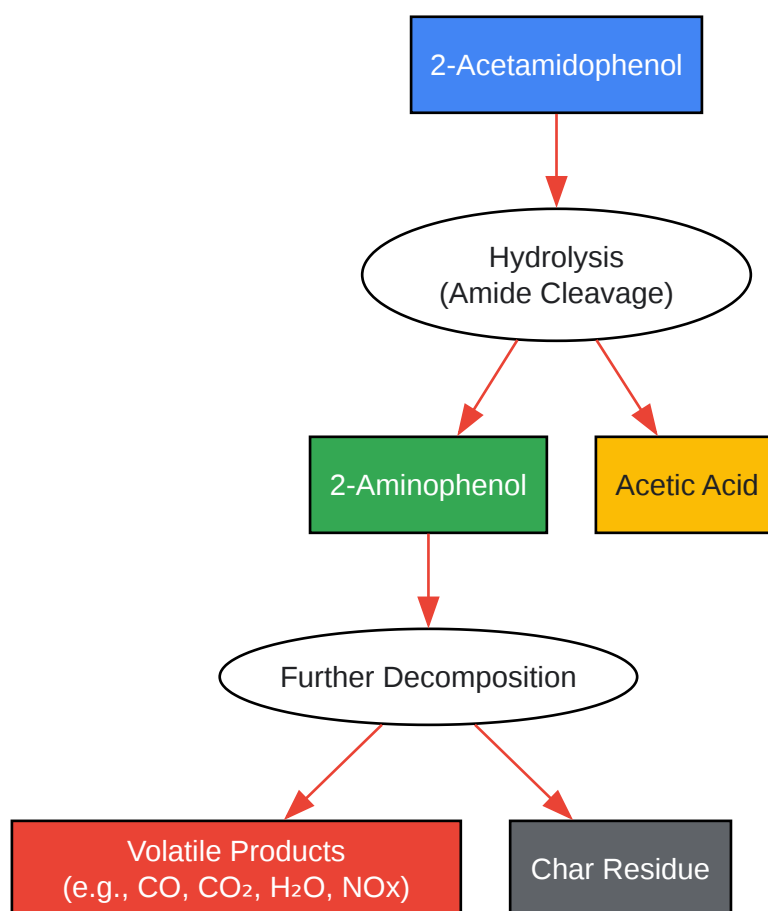 2-Acetamidophenol
Hydrolysis
(Amide Cleavage)
2-Aminophenol
Acetic Acid
Further Decomposition
Volatile Products
(e.g., CO, CO₂, H₂O, NOx)
Char Residue